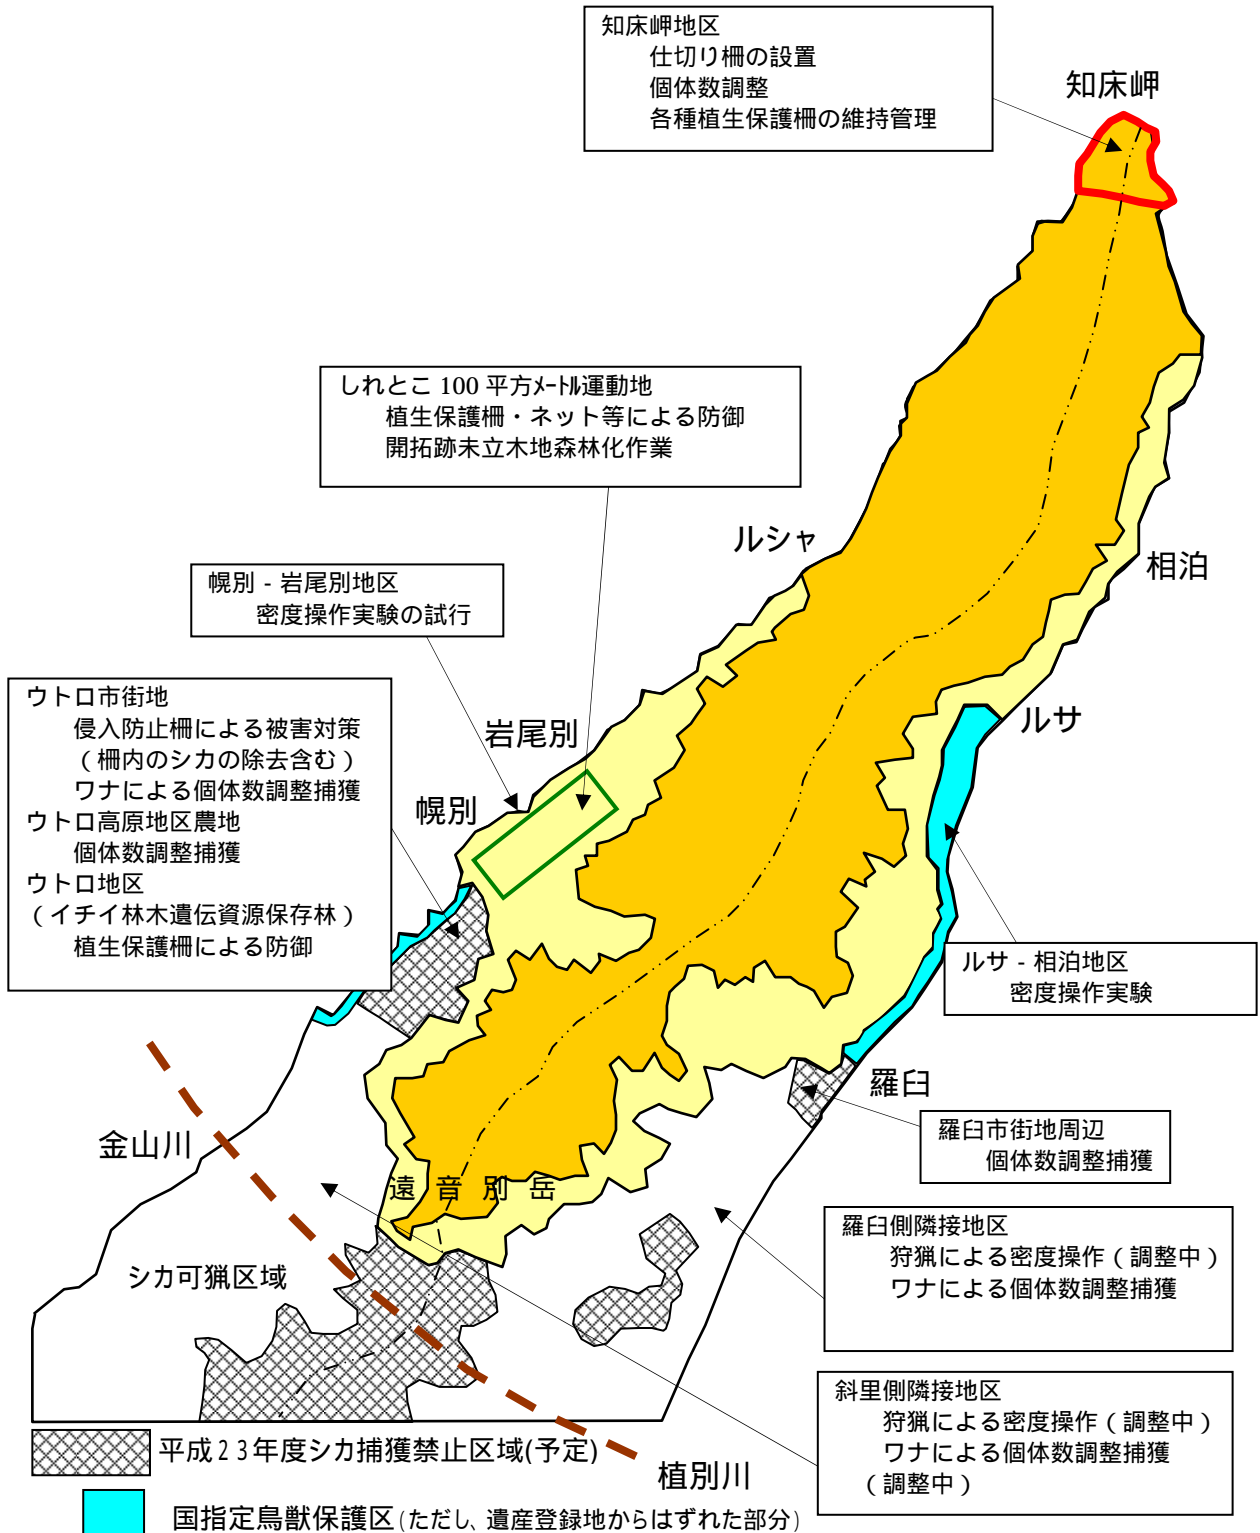 知床岬地区
仕切り柵の設置
個体数調整
各種植生保護柵の維持管理
知床岬
しれとこ 100 平方メートル運動地
植生保護柵・ネット等による防御
開拓跡未立木地森林化作業
ルシャ
相泊
幌別 - 岩尾別地区
密度操作実験の試行
ウトロ市街地
侵入防止柵による被害対策
（柵内のシカの除去含む）
ワナによる個体数調整捕獲
ウトロ高原地区農地
個体数調整捕獲
ウトロ地区
（イチイ林木遺伝資源保存林）
植生保護柵による防御
岩尾別
ルサ
幌別
ルサ - 相泊地区
密度操作実験
羅臼
金山川
羅臼市街地周辺
個体数調整捕獲
遠音別岳
羅臼側隣接地区
狩猟による密度操作（調整中）
ワナによる個体数調整捕獲
シカ可猟区域
斜里側隣接地区
狩猟による密度操作（調整中）
ワナによる個体数調整捕獲
（調整中）
平成23年度シカ捕獲禁止区域(予定)
植別川
国指定鳥獣保護区(ただし、遺産登録地からはずれた部分)